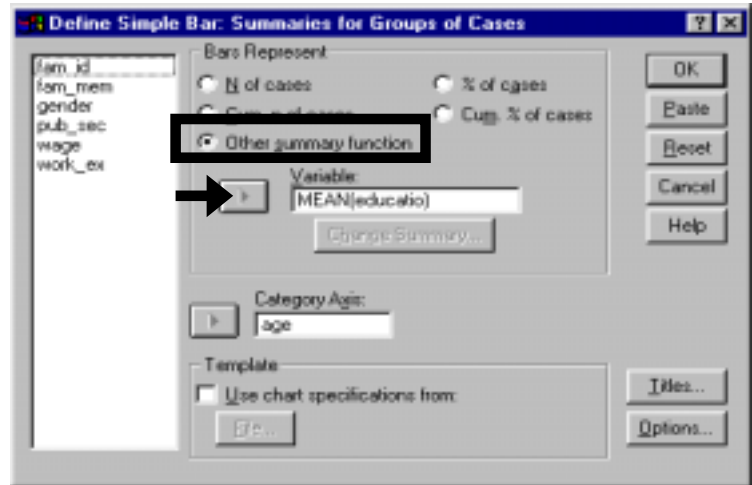 Define Simple Bar: Summaries for Groups of Cases
fam_id
fam_mem
gender
pub_sec
wage
work_ex
Bars Represent
N of cases
% of cases
Cum. n of cases
Cum. % of cases
Other summary function
Variable:
MEAN(educatio)
Change Summary...
Category Axis:
age
Template
Use chart specifications from:
File...
OK
Paste
Reset
Cancel
Help
Titles...
Options...